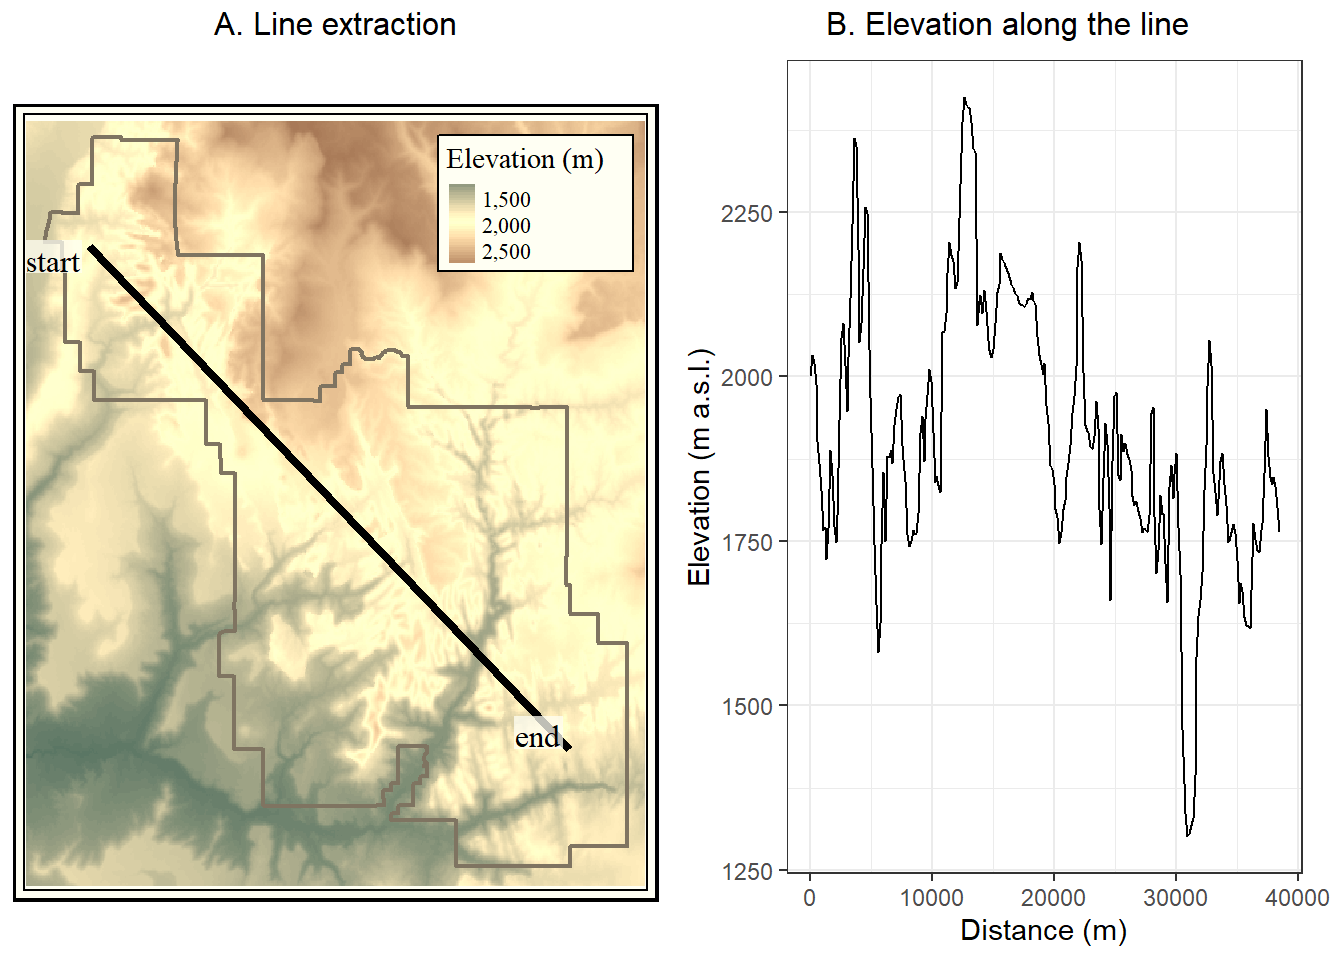 A. Line extraction
Elevation (m)
1,500
2,000
2,500
start
end
B. Elevation along the line
Elevation (m a.s.l.)
2250
2000
1750
1500
1250
0
10000
20000
30000
40000
Distance (m)